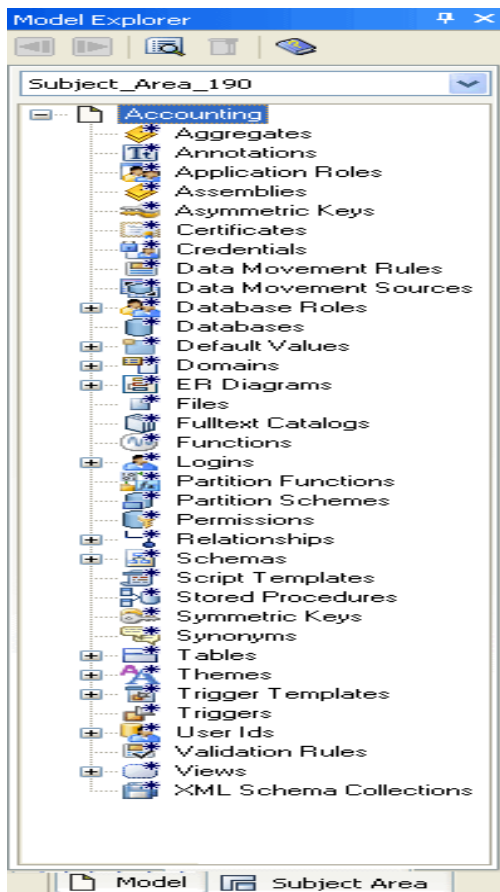 Model Explorer
Subject_Area_190
Accounting
Aggregates
Annotations
Application Roles
Assemblies
Asymmetric Keys
Certificates
Credentials
Data Movement Rules
Data Movement Sources
Database Roles
Databases
Default Values
Domains
ER Diagrams
Files
Fulltext Catalogs
Functions
Logins
Partition Functions
Partition Schemes
Permissions
Relationships
Schemas
Script Templates
Stored Procedures
Symmetric Keys
Synonyms
Tables
Themes
Trigger Templates
Triggers
User Ids
Validation Rules
Views
XML Schema Collections
Model Subject Area